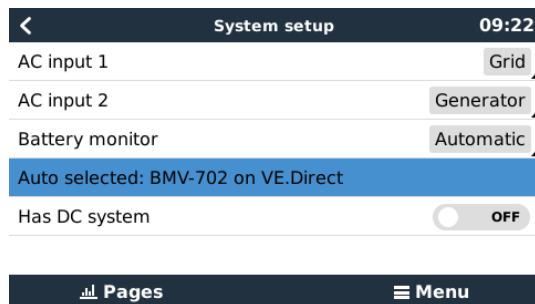 System setup 09:22
AC input 1 Grid
AC input 2 Generator
Battery monitor Automatic
Auto selected: BMV-702 on VE.Direct
Has DC system OFF
Pages Menu